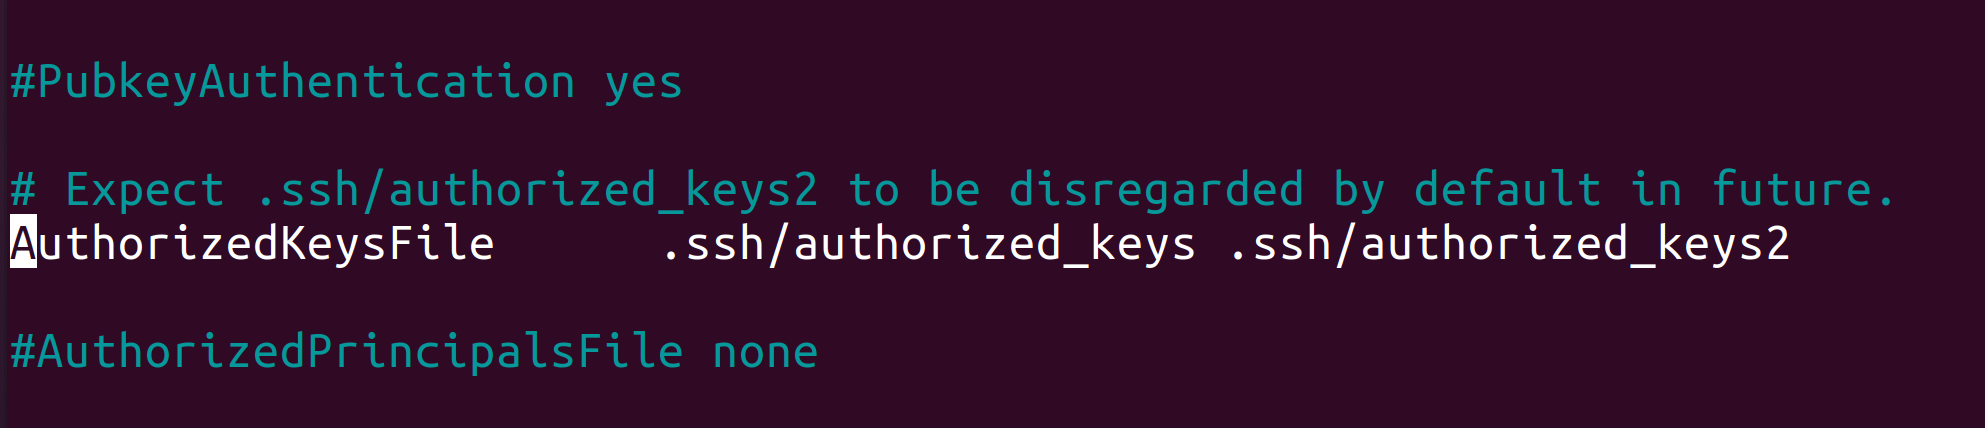 #PubkeyAuthentication yes
# Expect .ssh/authorized_keys2 to be disregarded by default in future.
AuthorizedKeysFile     .ssh/authorized_keys .ssh/authorized_keys2
#AuthorizedPrincipalsFile none